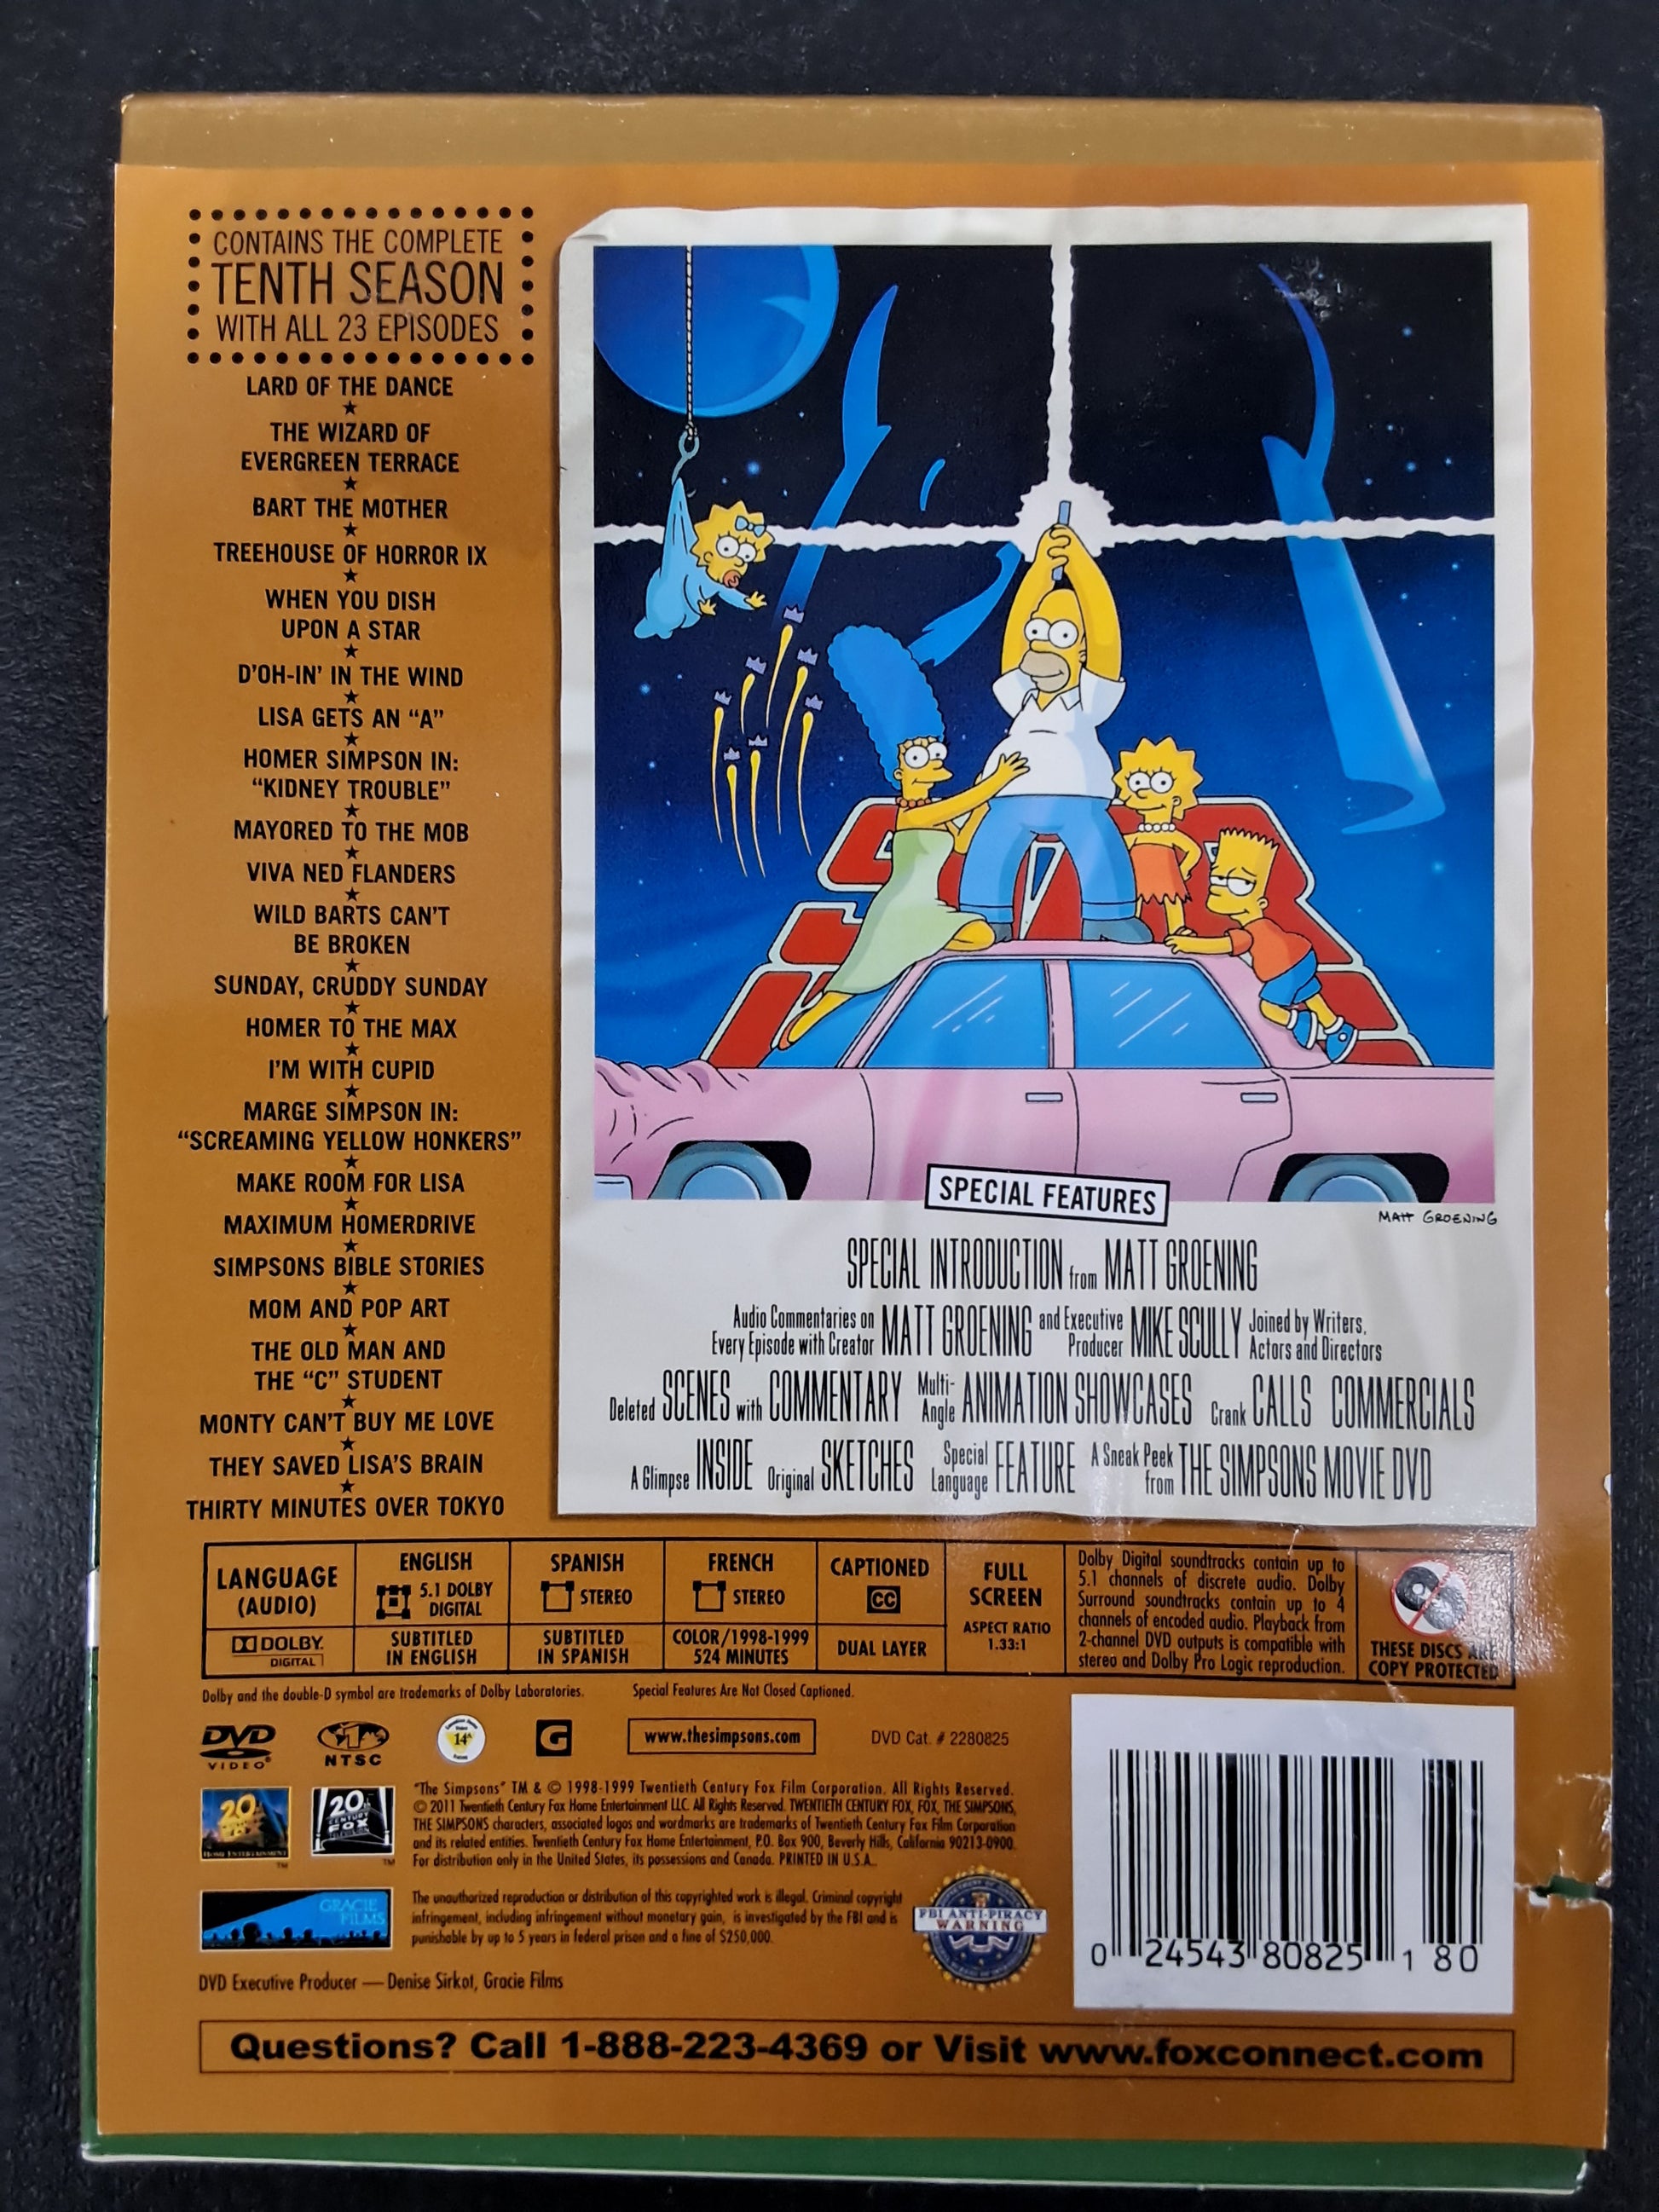 CONTAINS THE COMPLETE
TENTH SEASON
WITH ALL 23 EPISODES
LARD OF THE DANCE
THE WIZARD OF
EVERGREEN TERRACE
BART THE MOTHER
TREEHOUSE OF HORROR IX
WHEN YOU DISH
UPON A STAR
D'OH-IN' IN THE WIND
LISA GETS AN “A”
HOMER SIMPSON IN:
“KIDNEY TROUBLE”
MAYORED TO THE MOB
VIVA NED FLANDERS
WILD BARTS CAN'T
BE BROKEN
SUNDAY, CRUDDY SUNDAY
HOMER TO THE MAX
I'M WITH CUPID
MARGE SIMPSON IN:
“SCREAMING YELLOW HONKERS”
MAKE ROOM FOR LISA
MAXIMUM HOMERDRIVE
SIMPSONS BIBLE STORIES
MOM AND POP ART
THE OLD MAN AND
THE “C” STUDENT
MONTY CAN'T BUY ME LOVE
THEY SAVED LISA'S BRAIN
THIRTY MINUTES OVER TOKYO
SPECIAL FEATURES
MATT GROENING
SPECIAL INTRODUCTION from MATT GROENING
Audio Commentaries on Every Episode with Creator MATT GROENING and Executive Producer MIKE SCULLY Joined by Writers, Actors and Directors
Deleted SCENES with COMMENTARY Multi-Angle ANIMATION SHOWCASES Crank CALLS COMMERCIALS
A Glimpse INSIDE Original SKETCHES Special Language FEATURE A Sneak Peek from THE SIMPSONS MOVIE DVD
LANGUAGE
(AUDIO)
DOLBY
DIGITAL
ENGLISH
5.1 DOLBY
DIGITAL
SUBTITLED
IN ENGLISH
SPANISH
STEREO
SUBTITLED
IN SPANISH
FRENCH
STEREO
COLOR/1998-1999
524 MINUTES
CAPTIONED
CC
DUAL LAYER
FULL
SCREEN
ASPECT RATIO
1.33:1
Dolby Digital soundtracks contain up to
5.1 channels of discrete audio. Dolby
Surround soundtracks contain up to 4
channels of encoded audio. Playback from
2-channel DVD outputs is compatible with
stereo and Dolby Pro Logic reproduction.
THESE DISCS ARE
COPY PROTECTED
Dolby and the double-D symbol are trademarks of Dolby Laboratories.
Special Features Are Not Closed Captioned.
DVD
VIDEO
NTSC
14A
G
www.thesimpsons.com
DVD Cat. # 2280825
20
HOME ENTERTAINMENT
TM
20TH
CENTURY
FOX
TELEVISION
TM
"The Simpsons" TM & © 1998-1999 Twentieth Century Fox Film Corporation. All Rights Reserved.
© 2011 Twentieth Century Fox Home Entertainment LLC. All Rights Reserved. TWENTIETH CENTURY FOX, FOX, THE SIMPSONS,
THE SIMPSONS characters, associated logos and wordmarks are trademarks of Twentieth Century Fox Film Corporation
and its related entities. Twentieth Century Fox Home Entertainment, P.O. Box 900, Beverly Hills, California 90213-0900.
For distribution only in the United States, its possessions and Canada. PRINTED IN U.S.A.
GRACIE
FILMS
The unauthorized reproduction or distribution of this copyrighted work is illegal. Criminal copyright
infringement, including infringement without monetary gain, is investigated by the FBI and is
punishable by up to 5 years in federal prison and a fine of $250,000.
FBI ANTI-PIRACY
WARNING
DVD Executive Producer — Denise Sirkot, Gracie Films
0 24543 80825 1 80
Questions? Call 1-888-223-4369 or Visit www.foxconnect.com